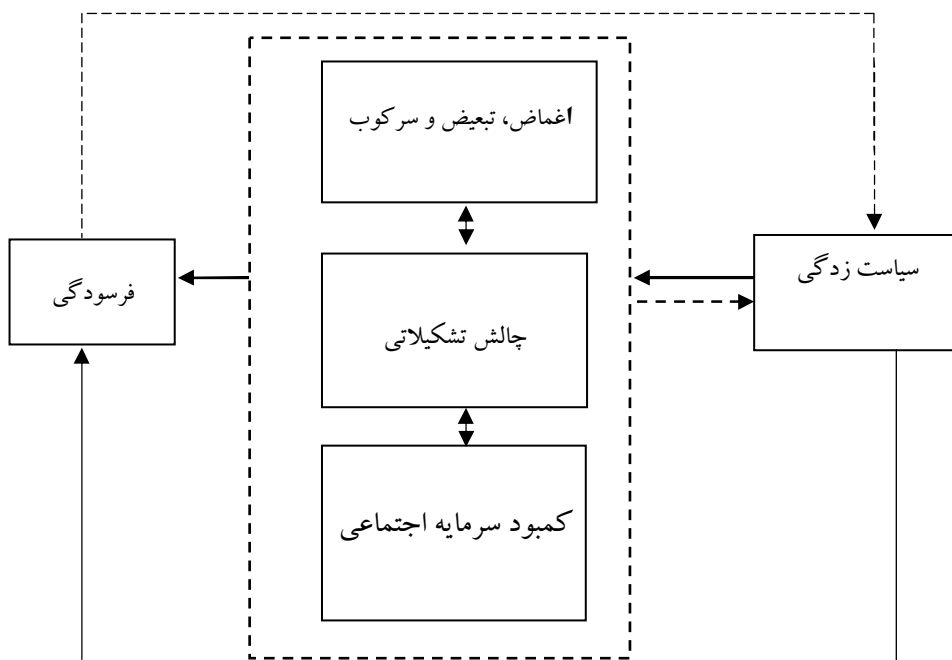 اغماض، تبعیض و سرکوب
سیاست زدگی
چالش تشکیلاتی
فرسودگی
کمبود سرمایه اجتماعی